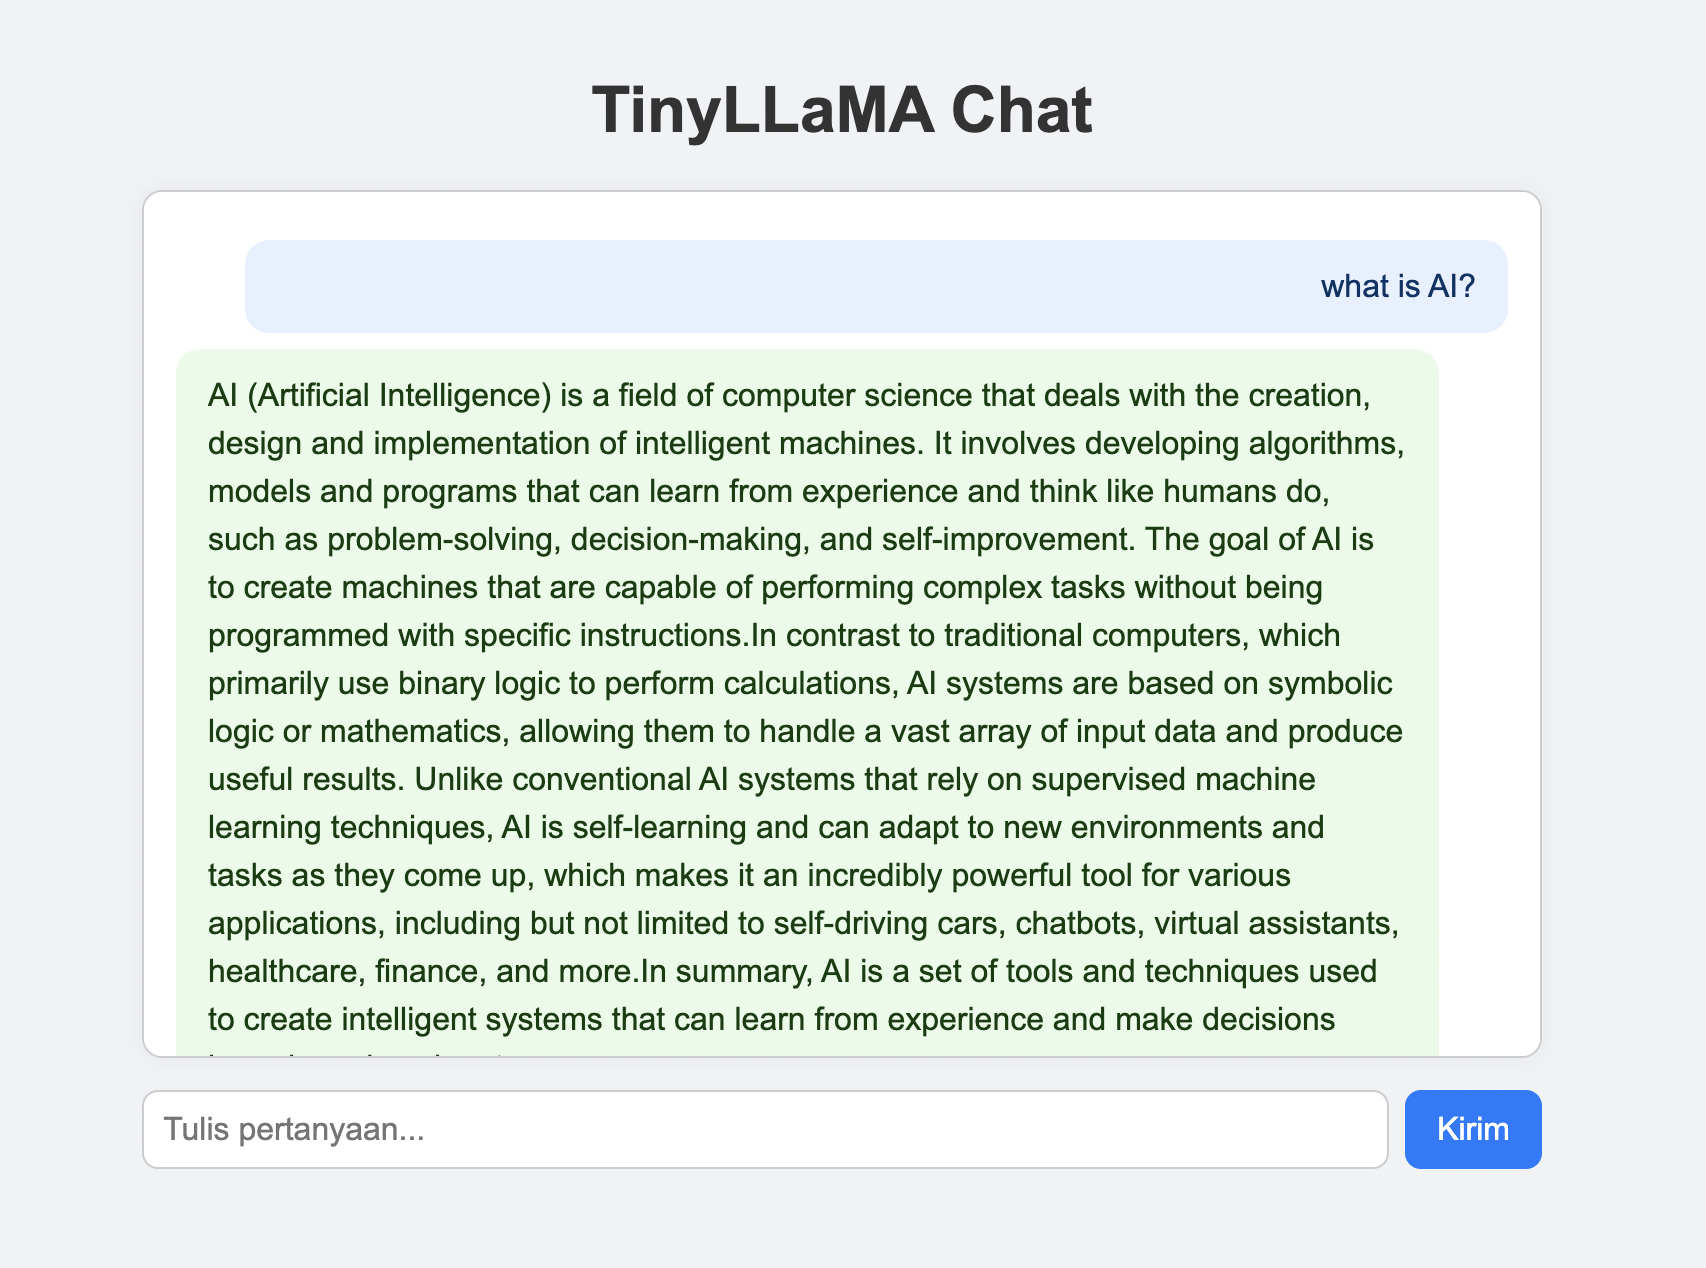 TinyLLaMA Chat
what is AI?
AI (Artificial Intelligence) is a field of computer science that deals with the creation,
design and implementation of intelligent machines. It involves developing algorithms,
models and programs that can learn from experience and think like humans do,
such as problem-solving, decision-making, and self-improvement. The goal of AI is
to create machines that are capable of performing complex tasks without being
programmed with specific instructions.In contrast to traditional computers, which
primarily use binary logic to perform calculations, AI systems are based on symbolic
logic or mathematics, allowing them to handle a vast array of input data and produce
useful results. Unlike conventional AI systems that rely on supervised machine
learning techniques, AI is self-learning and can adapt to new environments and
tasks as they come up, which makes it an incredibly powerful tool for various
applications, including but not limited to self-driving cars, chatbots, virtual assistants,
healthcare, finance, and more.In summary, AI is a set of tools and techniques used
to create intelligent systems that can learn from experience and make decisions
Tulis pertanyaan...
Kirim